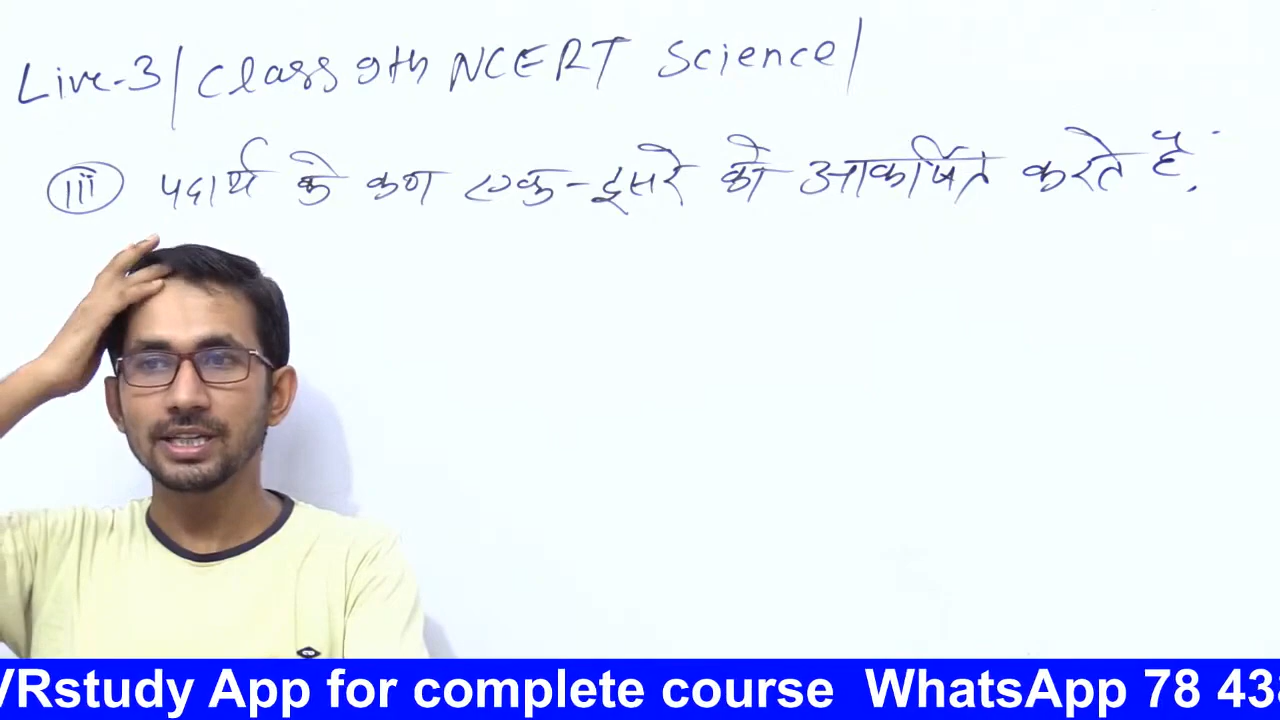 Live-3/ Class 9th NCERT Science/
iii पदार्थ के कण एक-दूसरे को आकर्षित करते हैं.
VRstudy App for complete course WhatsApp 78 43